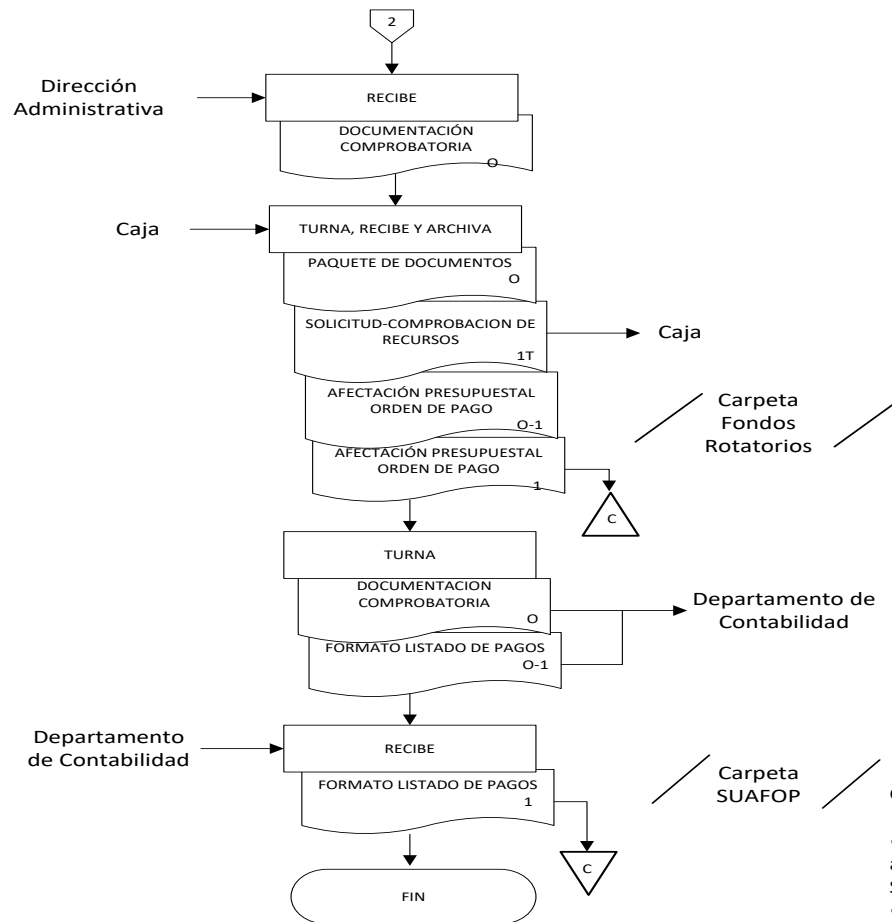 2
Dirección
Administrativa
RECIBE
DOCUMENTACIÓN
COMPROBATORIA
O
Caja
TURNA, RECIBE Y ARCHIVA
PAQUETE DE DOCUMENTOS
O
SOLICITUD-COMPROBACION DE
RECURSOS
1T
Caja
AFECTACIÓN PRESUPUESTAL
ORDEN DE PAGO
O-1
Carpeta
Fondos
Rotatorios
AFECTACIÓN PRESUPUESTAL
ORDEN DE PAGO
1
C
TURNA
DOCUMENTACION
COMPROBATORIA
O
Departamento de
Contabilidad
FORMATO LISTADO DE PAGOS
O-1
Departamento
de Contabilidad
RECIBE
FORMATO LISTADO DE PAGOS
1
Carpeta
SUAFOP
C
FIN